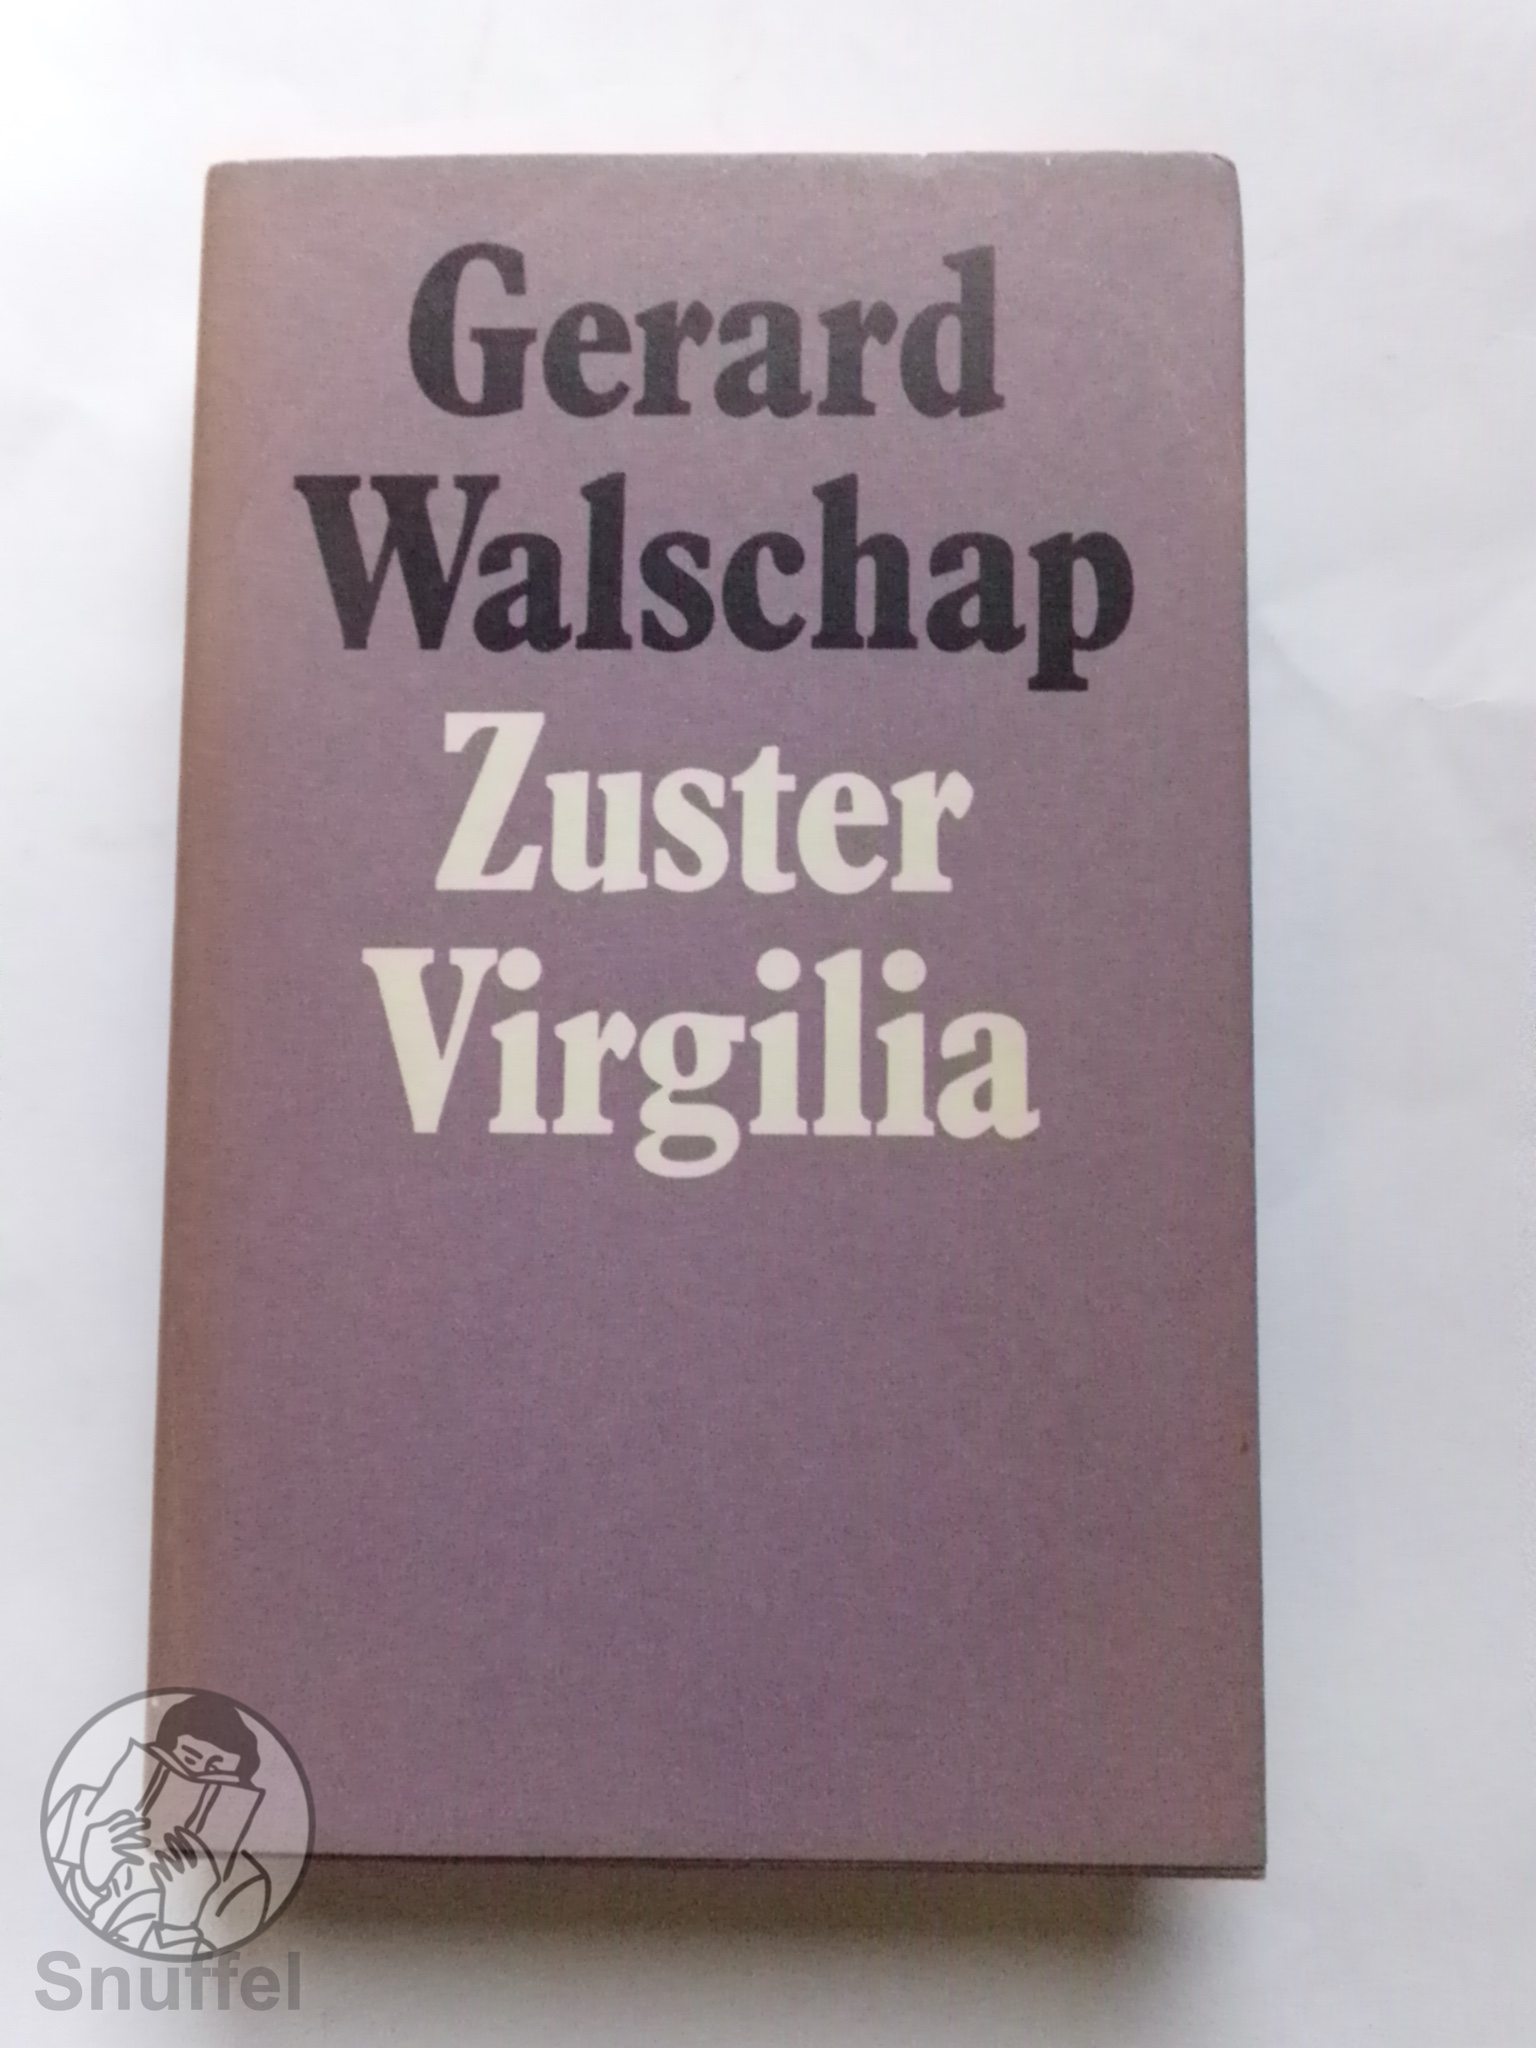 Gerard
Walschap
Zuster
Virgilia
Snuffel